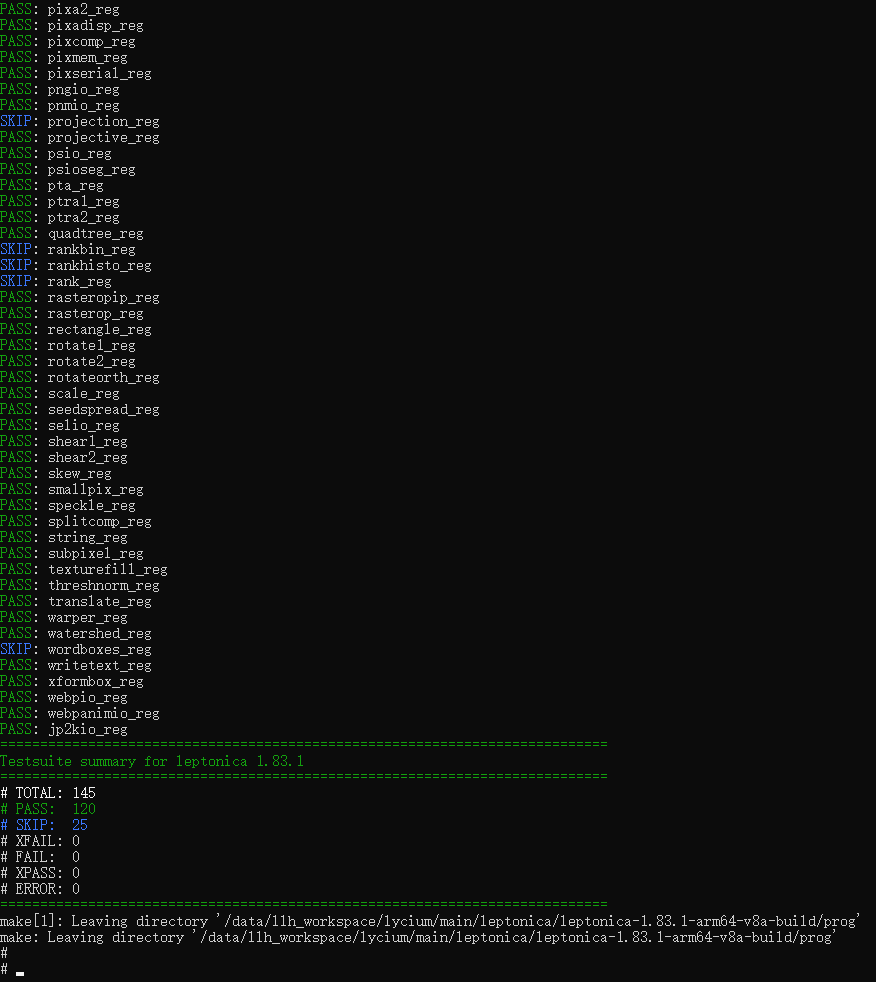 PASS: pixa2_reg
PASS: pixadisp_reg
PASS: pixcomp_reg
PASS: pixmem_reg
PASS: pixserial_reg
PASS: pngio_reg
PASS: pnmio_reg
SKIP: projection_reg
PASS: projective_reg
PASS: psio_reg
PASS: psioseg_reg
PASS: pta_reg
PASS: ptra1_reg
PASS: ptra2_reg
PASS: quadtree_reg
SKIP: rankbin_reg
SKIP: rankhisto_reg
SKIP: rank_reg
PASS: rasteropip_reg
PASS: rasterop_reg
PASS: rectangle_reg
PASS: rotate1_reg
PASS: rotate2_reg
PASS: rotateorth_reg
PASS: scale_reg
PASS: seedspread_reg
PASS: selio_reg
PASS: shear1_reg
PASS: shear2_reg
PASS: skew_reg
PASS: smallpix_reg
PASS: speckle_reg
PASS: splitcomp_reg
PASS: string_reg
PASS: subpixel_reg
PASS: texturefill_reg
PASS: threshnorm_reg
PASS: translate_reg
PASS: warper_reg
PASS: watershed_reg
SKIP: wordboxes_reg
PASS: writetext_reg
PASS: xformbox_reg
PASS: webpio_reg
PASS: webpanimio_reg
PASS: jp2kio_reg
============================================================================
Testsuite summary for leptonica 1.83.1
============================================================================
# TOTAL: 145
# PASS:  120
# SKIP:  25
# XFAIL: 0
# FAIL:  0
# XPASS: 0
# ERROR: 0
============================================================================
make[1]: Leaving directory '/data/llh_workspace/lycium/main/leptonica/leptonica-1.83.1-arm64-v8a-build/prog'
make: Leaving directory '/data/llh_workspace/lycium/main/leptonica/leptonica-1.83.1-arm64-v8a-build/prog'
#
#